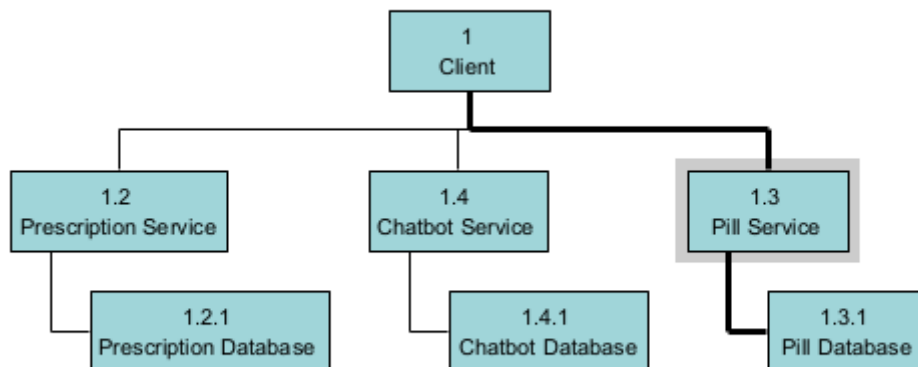 1
Client
1.2
Prescription Service
1.4
Chatbot Service
1.3
Pill Service
1.2.1
Prescription Database
1.4.1
Chatbot Database
1.3.1
Pill Database